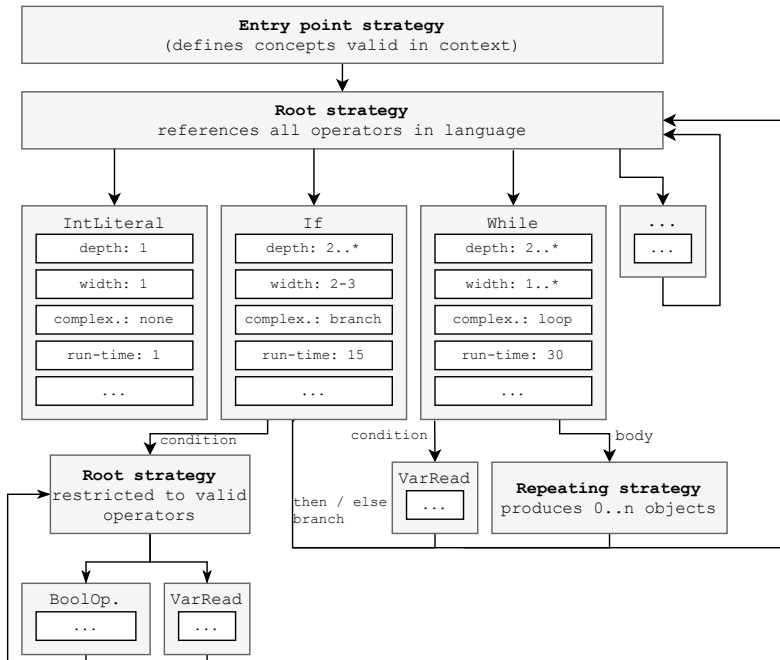 Entry point strategy
(defines concepts valid in context)
Root strategy
references all operators in language
IntLiteral
depth: 1
width: 1
complex.: none
run-time: 1
...
If
depth: 2..*
width: 2-3
complex.: branch
run-time: 15
...
While
depth: 2..*
width: 1..*
complex.: loop
run-time: 30
...
...
...
condition
condition
body
Root strategy
restricted to valid
operators
then / else
branch
VarRead
...
Repeating strategy
produces 0..n objects
BoolOp.
...
VarRead
...